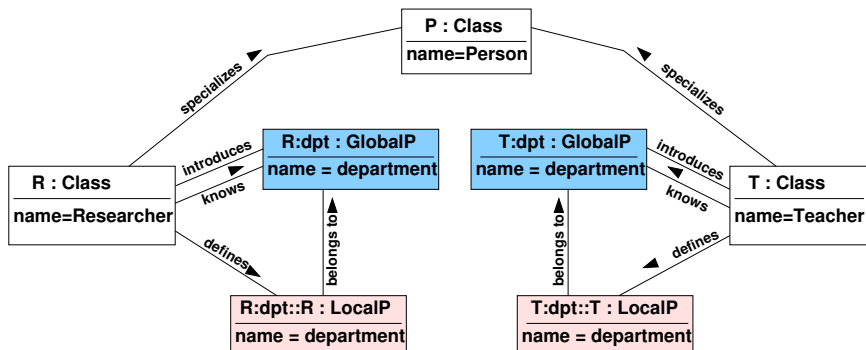 P : Class
name=Person
specializes
specializes
R:dpt : GlobalP
name = department
T:dpt : GlobalP
name = department
introduces
knows
introduces
knows
R : Class
name=Researcher
T : Class
name=Teacher
defines
belongs to
belongs to
defines
R:dpt::R : LocalP
name = department
T:dpt::T : LocalP
name = department